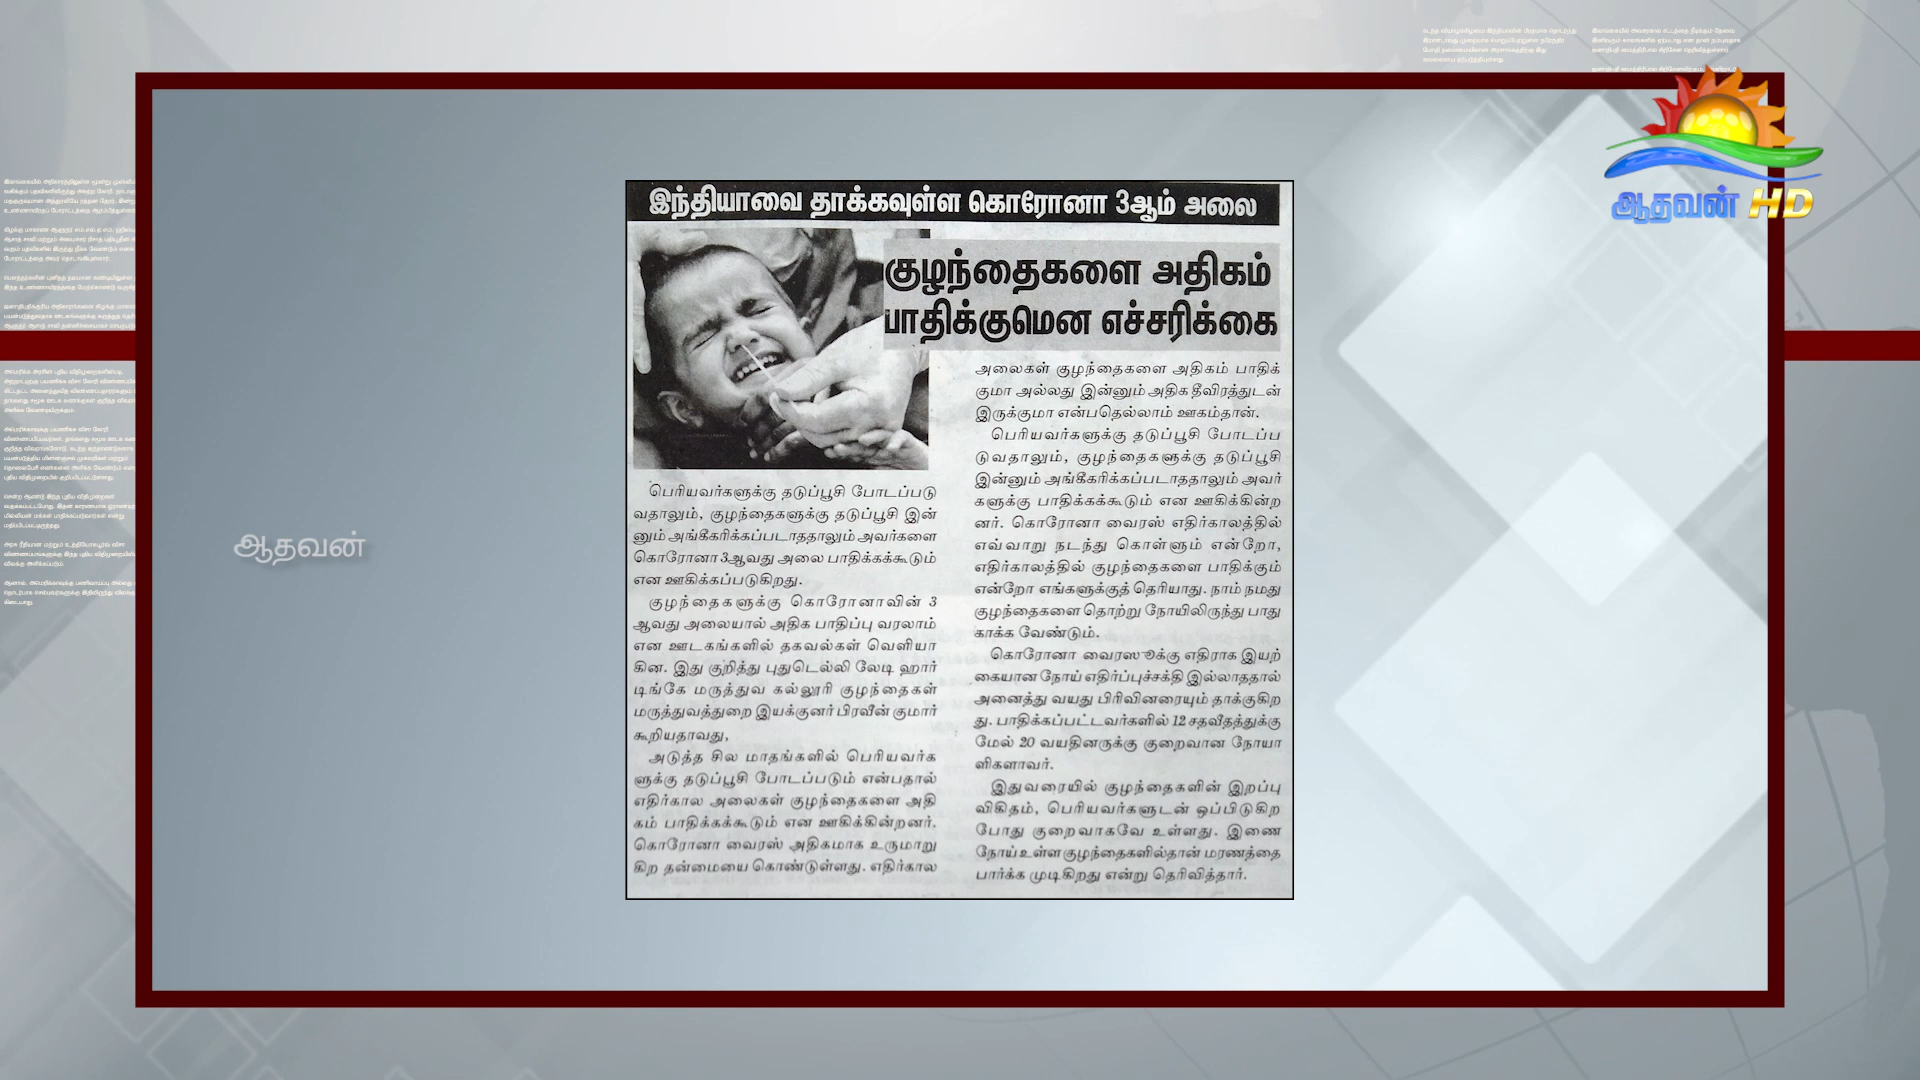 இந்தியாவை தாக்கவுள்ள கொரோனா 3ஆம் அலை
குழந்தைகளை அதிகம்
பாதிக்குமென எச்சரிக்கை
பெரியவர்களுக்கு தடுப்பூசி போடப்படு
வதாலும், குழந்தைகளுக்கு தடுப்பூசி இன்
னும் அங்கீகரிக்கப்படாததாலும் அவர்களை
கொரோனா 3ஆவது அலை பாதிக்கக்கூடும்
என ஊகிக்கப்படுகிறது.
குழந்தைகளுக்கு கொரோனாவின் 3
ஆவது அலையால் அதிக பாதிப்பு வரலாம்
என ஊடகங்களில் தகவல்கள் வெளியா
கின. இது குறித்து புதுடெல்லி லேடி ஹார்
டிங்கே மருத்துவ கல்லூரி குழந்தைகள்
மருத்துவத்துறை இயக்குனர் பிரவீன் குமார்
கூறியதாவது,
அடுத்த சில மாதங்களில் பெரியவர்க
ளுக்கு தடுப்பூசி போடப்படும் என்பதால்
எதிர்கால அலைகள் குழந்தைகளை அதி
கம் பாதிக்கக்கூடும் என ஊகிக்கின்றனர்.
கொரோனா வைரஸ் அதிகமாக உருமாறு
கிற தன்மையை கொண்டுள்ளது. எதிர்கால
அலைகள் குழந்தைகளை அதிகம் பாதிக்
குமா அல்லது இன்னும் அதிக தீவிரத்துடன்
இருக்குமா என்பதெல்லாம் ஊகம்தான்.
பெரியவர்களுக்கு தடுப்பூசி போடப்ப
டுவதாலும், குழந்தைகளுக்கு தடுப்பூசி
இன்னும் அங்கீகரிக்கப்படாததாலும் அவர்
களுக்கு பாதிக்கக்கூடும் என ஊகிக்கின்ற
னர். கொரோனா வைரஸ் எதிர்காலத்தில்
எவ்வாறு நடந்து கொள்ளும் என்றோ,
எதிர்காலத்தில் குழந்தைகளை பாதிக்கும்
என்றோ எங்களுக்குத் தெரியாது. நாம் நமது
குழந்தைகளை தொற்று நோயிலிருந்து பாது
காக்க வேண்டும்.
கொரோனா வைரஸுக்கு எதிராக இயற்
கையான நோய் எதிர்ப்புச்சக்தி இல்லாததால்
அனைத்து வயது பிரிவினரையும் தாக்குகிற
து. பாதிக்கப்பட்டவர்களில் 12 சதவீதத்துக்கு
மேல் 20 வயதினருக்கு குறைவான நோயா
ளிகளாவர்.
இதுவரையில் குழந்தைகளின் இறப்பு
விகிதம், பெரியவர்களுடன் ஒப்பிடுகிற
போது குறைவாகவே உள்ளது. இணை
நோய் உள்ள குழந்தைகளில்தான் மரணத்தை
பார்க்க முடிகிறது என்று தெரிவித்தார்.
ஆதவன்
ஆதவன் HD